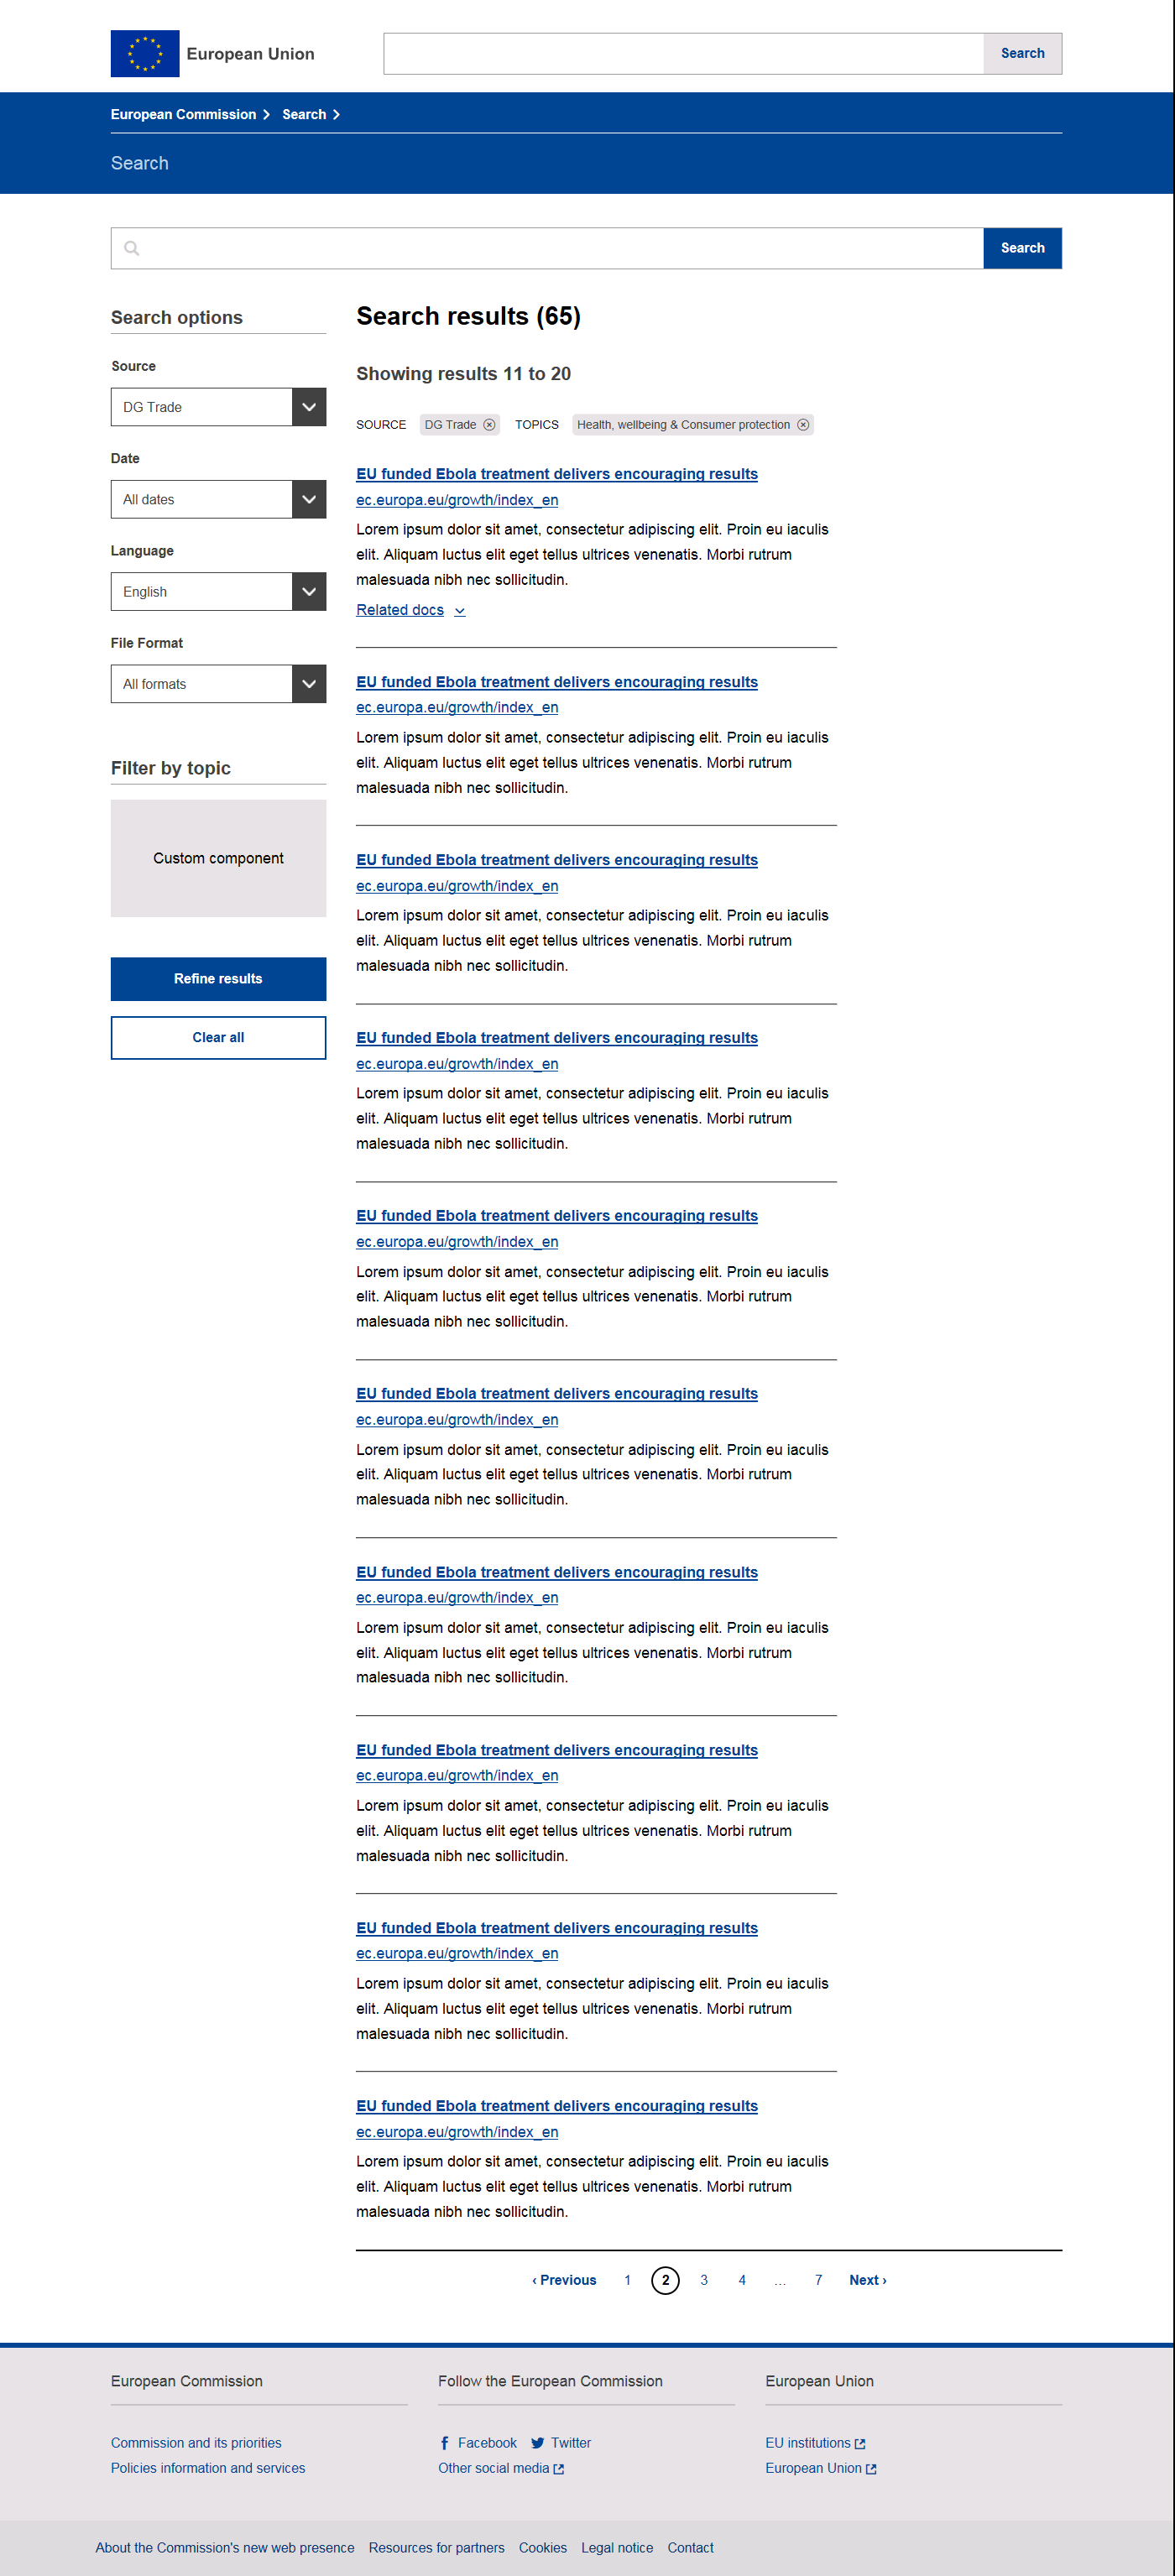 European Union
Search
European Commission Search
Search
Search
Search options
Source
DG Trade
Date
All dates
Language
English
File Format
All formats
Filter by topic
Custom component
Refine results
Clear all
Search results (65)
Showing results 11 to 20
SOURCE DG Trade TOPICS Health, wellbeing & Consumer protection
EU funded Ebola treatment delivers encouraging results
ec.europa.eu/growth/index_en
Lorem ipsum dolor sit amet, consectetur adipiscing elit. Proin eu iaculis
elit. Aliquam luctus elit eget tellus ultrices venenatis. Morbi rutrum
malesuada nibh nec sollicitudin.
Related docs
EU funded Ebola treatment delivers encouraging results
ec.europa.eu/growth/index_en
Lorem ipsum dolor sit amet, consectetur adipiscing elit. Proin eu iaculis
elit. Aliquam luctus elit eget tellus ultrices venenatis. Morbi rutrum
malesuada nibh nec sollicitudin.
EU funded Ebola treatment delivers encouraging results
ec.europa.eu/growth/index_en
Lorem ipsum dolor sit amet, consectetur adipiscing elit. Proin eu iaculis
elit. Aliquam luctus elit eget tellus ultrices venenatis. Morbi rutrum
malesuada nibh nec sollicitudin.
EU funded Ebola treatment delivers encouraging results
ec.europa.eu/growth/index_en
Lorem ipsum dolor sit amet, consectetur adipiscing elit. Proin eu iaculis
elit. Aliquam luctus elit eget tellus ultrices venenatis. Morbi rutrum
malesuada nibh nec sollicitudin.
EU funded Ebola treatment delivers encouraging results
ec.europa.eu/growth/index_en
Lorem ipsum dolor sit amet, consectetur adipiscing elit. Proin eu iaculis
elit. Aliquam luctus elit eget tellus ultrices venenatis. Morbi rutrum
malesuada nibh nec sollicitudin.
EU funded Ebola treatment delivers encouraging results
ec.europa.eu/growth/index_en
Lorem ipsum dolor sit amet, consectetur adipiscing elit. Proin eu iaculis
elit. Aliquam luctus elit eget tellus ultrices venenatis. Morbi rutrum
malesuada nibh nec sollicitudin.
EU funded Ebola treatment delivers encouraging results
ec.europa.eu/growth/index_en
Lorem ipsum dolor sit amet, consectetur adipiscing elit. Proin eu iaculis
elit. Aliquam luctus elit eget tellus ultrices venenatis. Morbi rutrum
malesuada nibh nec sollicitudin.
EU funded Ebola treatment delivers encouraging results
ec.europa.eu/growth/index_en
Lorem ipsum dolor sit amet, consectetur adipiscing elit. Proin eu iaculis
elit. Aliquam luctus elit eget tellus ultrices venenatis. Morbi rutrum
malesuada nibh nec sollicitudin.
EU funded Ebola treatment delivers encouraging results
ec.europa.eu/growth/index_en
Lorem ipsum dolor sit amet, consectetur adipiscing elit. Proin eu iaculis
elit. Aliquam luctus elit eget tellus ultrices venenatis. Morbi rutrum
malesuada nibh nec sollicitudin.
EU funded Ebola treatment delivers encouraging results
ec.europa.eu/growth/index_en
Lorem ipsum dolor sit amet, consectetur adipiscing elit. Proin eu iaculis
elit. Aliquam luctus elit eget tellus ultrices venenatis. Morbi rutrum
malesuada nibh nec sollicitudin.
‹ Previous 1 2 3 4 ... 7 Next ›
European Commission
Commission and its priorities
Policies information and services
Follow the European Commission
Facebook Twitter
Other social media
European Union
EU institutions
European Union
About the Commission's new web presence Resources for partners Cookies Legal notice Contact